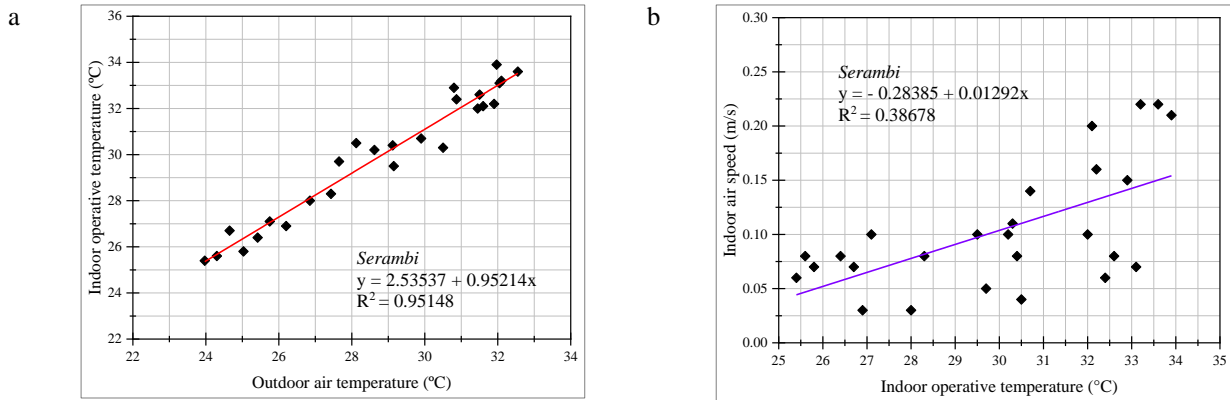 a
Indoor operative temperature (ºC)
36
34
32
30
28
26
24
22
Serambi
y = 2.53537 + 0.95214x
R² = 0.95148
22 24 26 28 30 32 34
Outdoor air temperature (ºC)
b
Indoor air speed (m/s)
0.30
0.25
0.20
0.15
0.10
0.05
0.00
Serambi
y = - 0.28385 + 0.01292x
R² = 0.38678
25 26 27 28 29 30 31 32 33 34 35
Indoor operative temperature (°C)